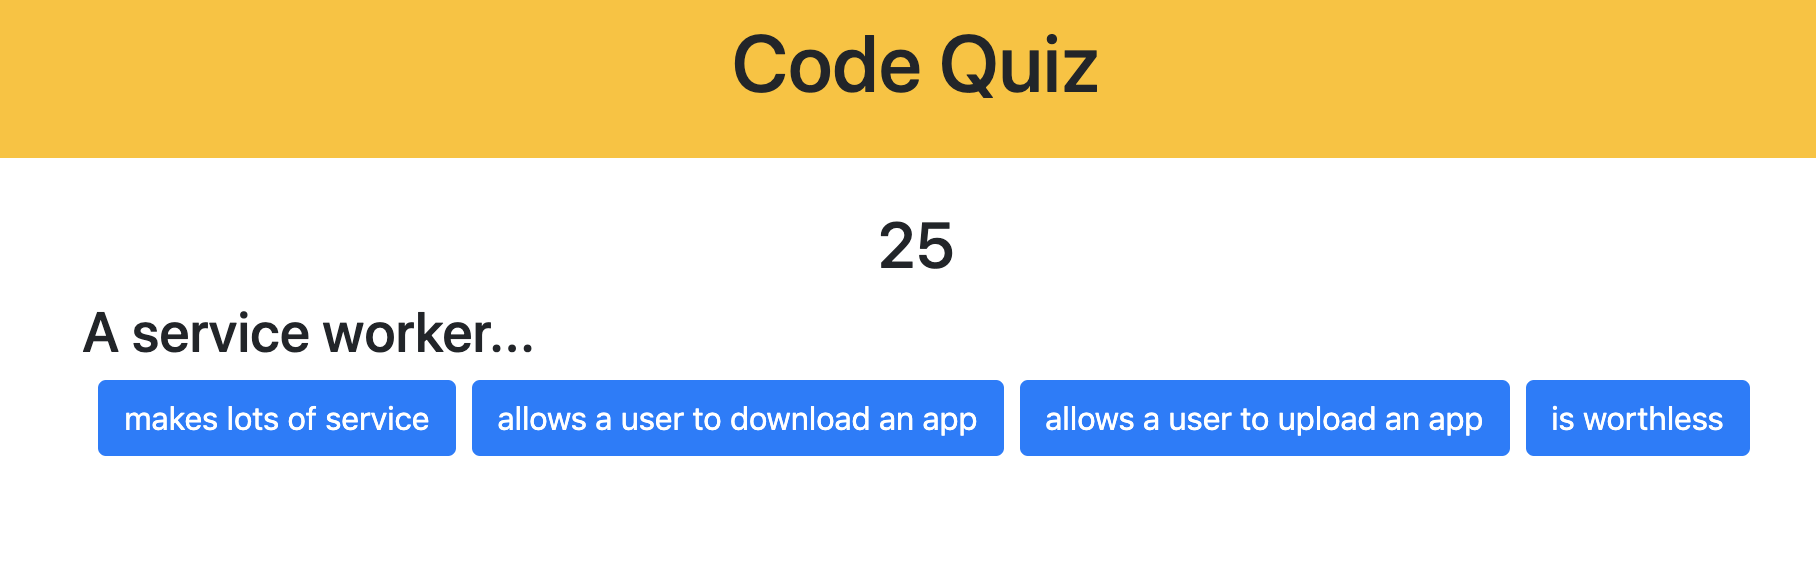 Code Quiz
25
A service worker...
makes lots of service allows a user to download an app allows a user to upload an app is worthless